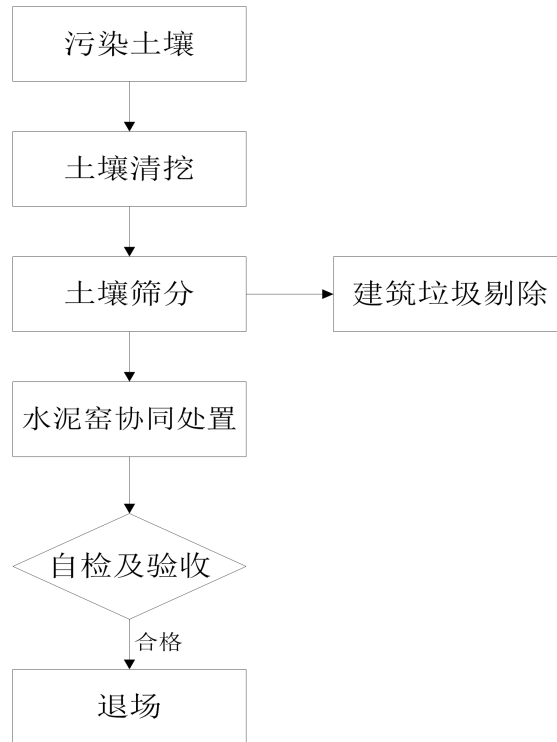 污染土壤
土壤清挖
土壤筛分
建筑垃圾剔除
水泥窑协同处置
自检及验收
合格
退场